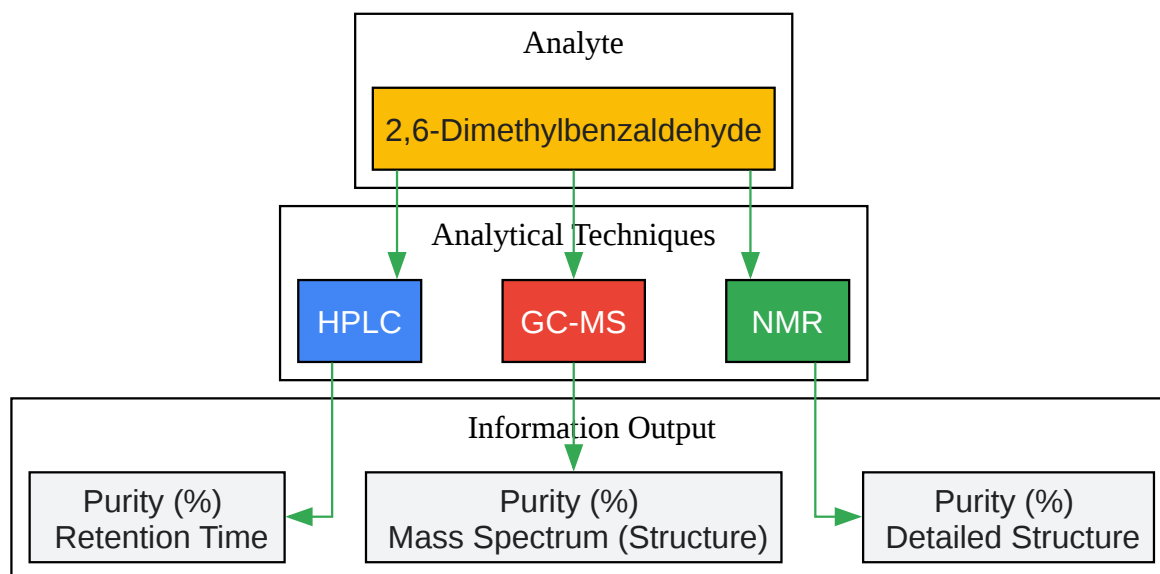 Analyte
2,6-Dimethylbenzaldehyde
Analytical Techniques
HPLC
GC-MS
NMR
Information Output
Purity (%)
Retention Time
Purity (%)
Mass Spectrum (Structure)
Purity (%)
Detailed Structure